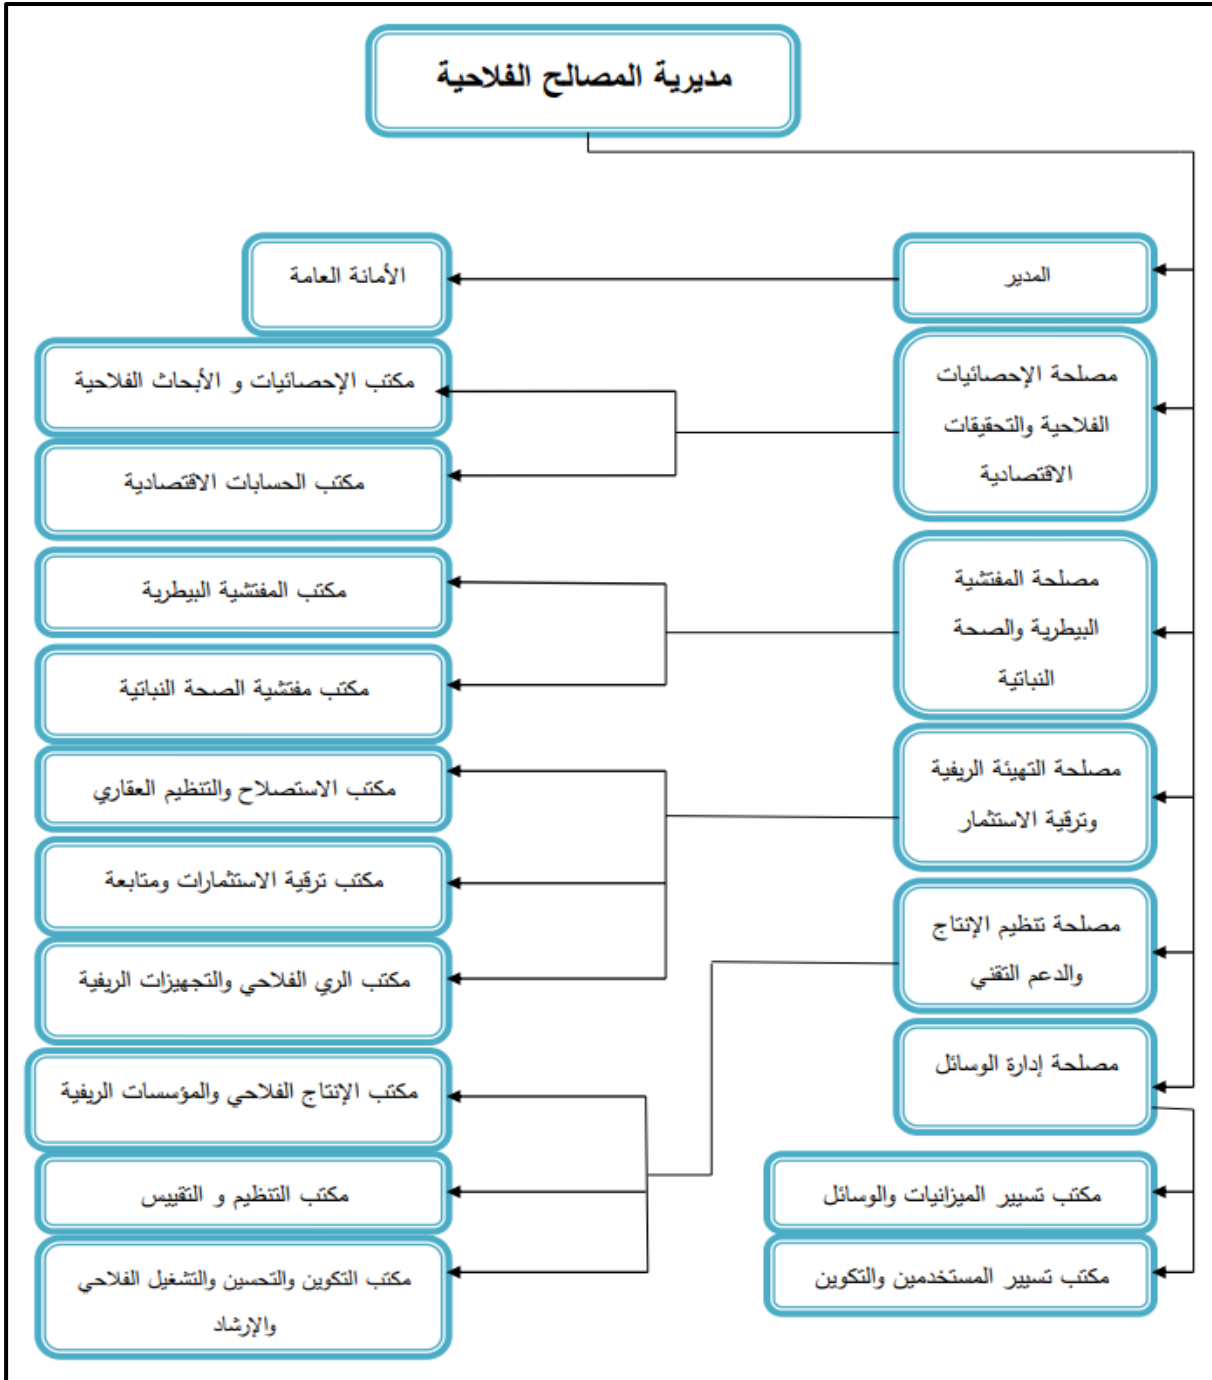 مديرية المصالح الفلاحية
المدير
الأمانة العامة
مصلحة الإحصائيات
الفلاحية والتحقيقات
الاقتصادية
مكتب الإحصائيات و الأبحاث الفلاحية
مكتب الحسابات الاقتصادية
مصلحة المفتشية
البيطرية والصحة
النباتية
مكتب المفتشية البيطرية
مكتب مفتشية الصحة النباتية
مصلحة التهيئة الريفية
وترقية الاستثمار
مكتب الاستصلاح والتنظيم العقاري
مكتب ترقية الاستثمارات ومتابعة
مكتب الري الفلاحي والتجهيزات الريفية
مصلحة تنظيم الإنتاج
والدعم التقني
مكتب الإنتاج الفلاحي والمؤسسات الريفية
مكتب التنظيم و التقييس
مكتب التكوين والتحسين والتشغيل الفلاحي
والإرشاد
مصلحة إدارة الوسائل
مكتب تسيير الميزانيات والوسائل
مكتب تسيير المستخدمين والتكوين